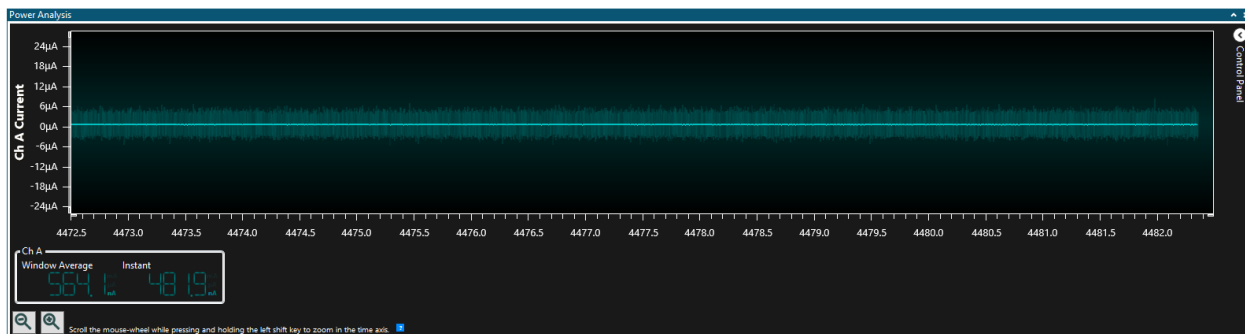 Power Analysis
24µA
18µA
12µA
6µA
0µA
-6µA
-12µA
-18µA
-24µA
Ch A Current
Control Panel
4472.5 4473.0 4473.5 4474.0 4474.5 4475.0 4475.5 4476.0 4476.5 4477.0 4477.5 4478.0 4478.5 4479.0 4479.5 4480.0 4480.5 4481.0 4481.5 4482.0
Ch A
Window Average Instant
564.1 481.9
Scroll the mouse-wheel while pressing and holding the left shift key to zoom in the time axis. ?